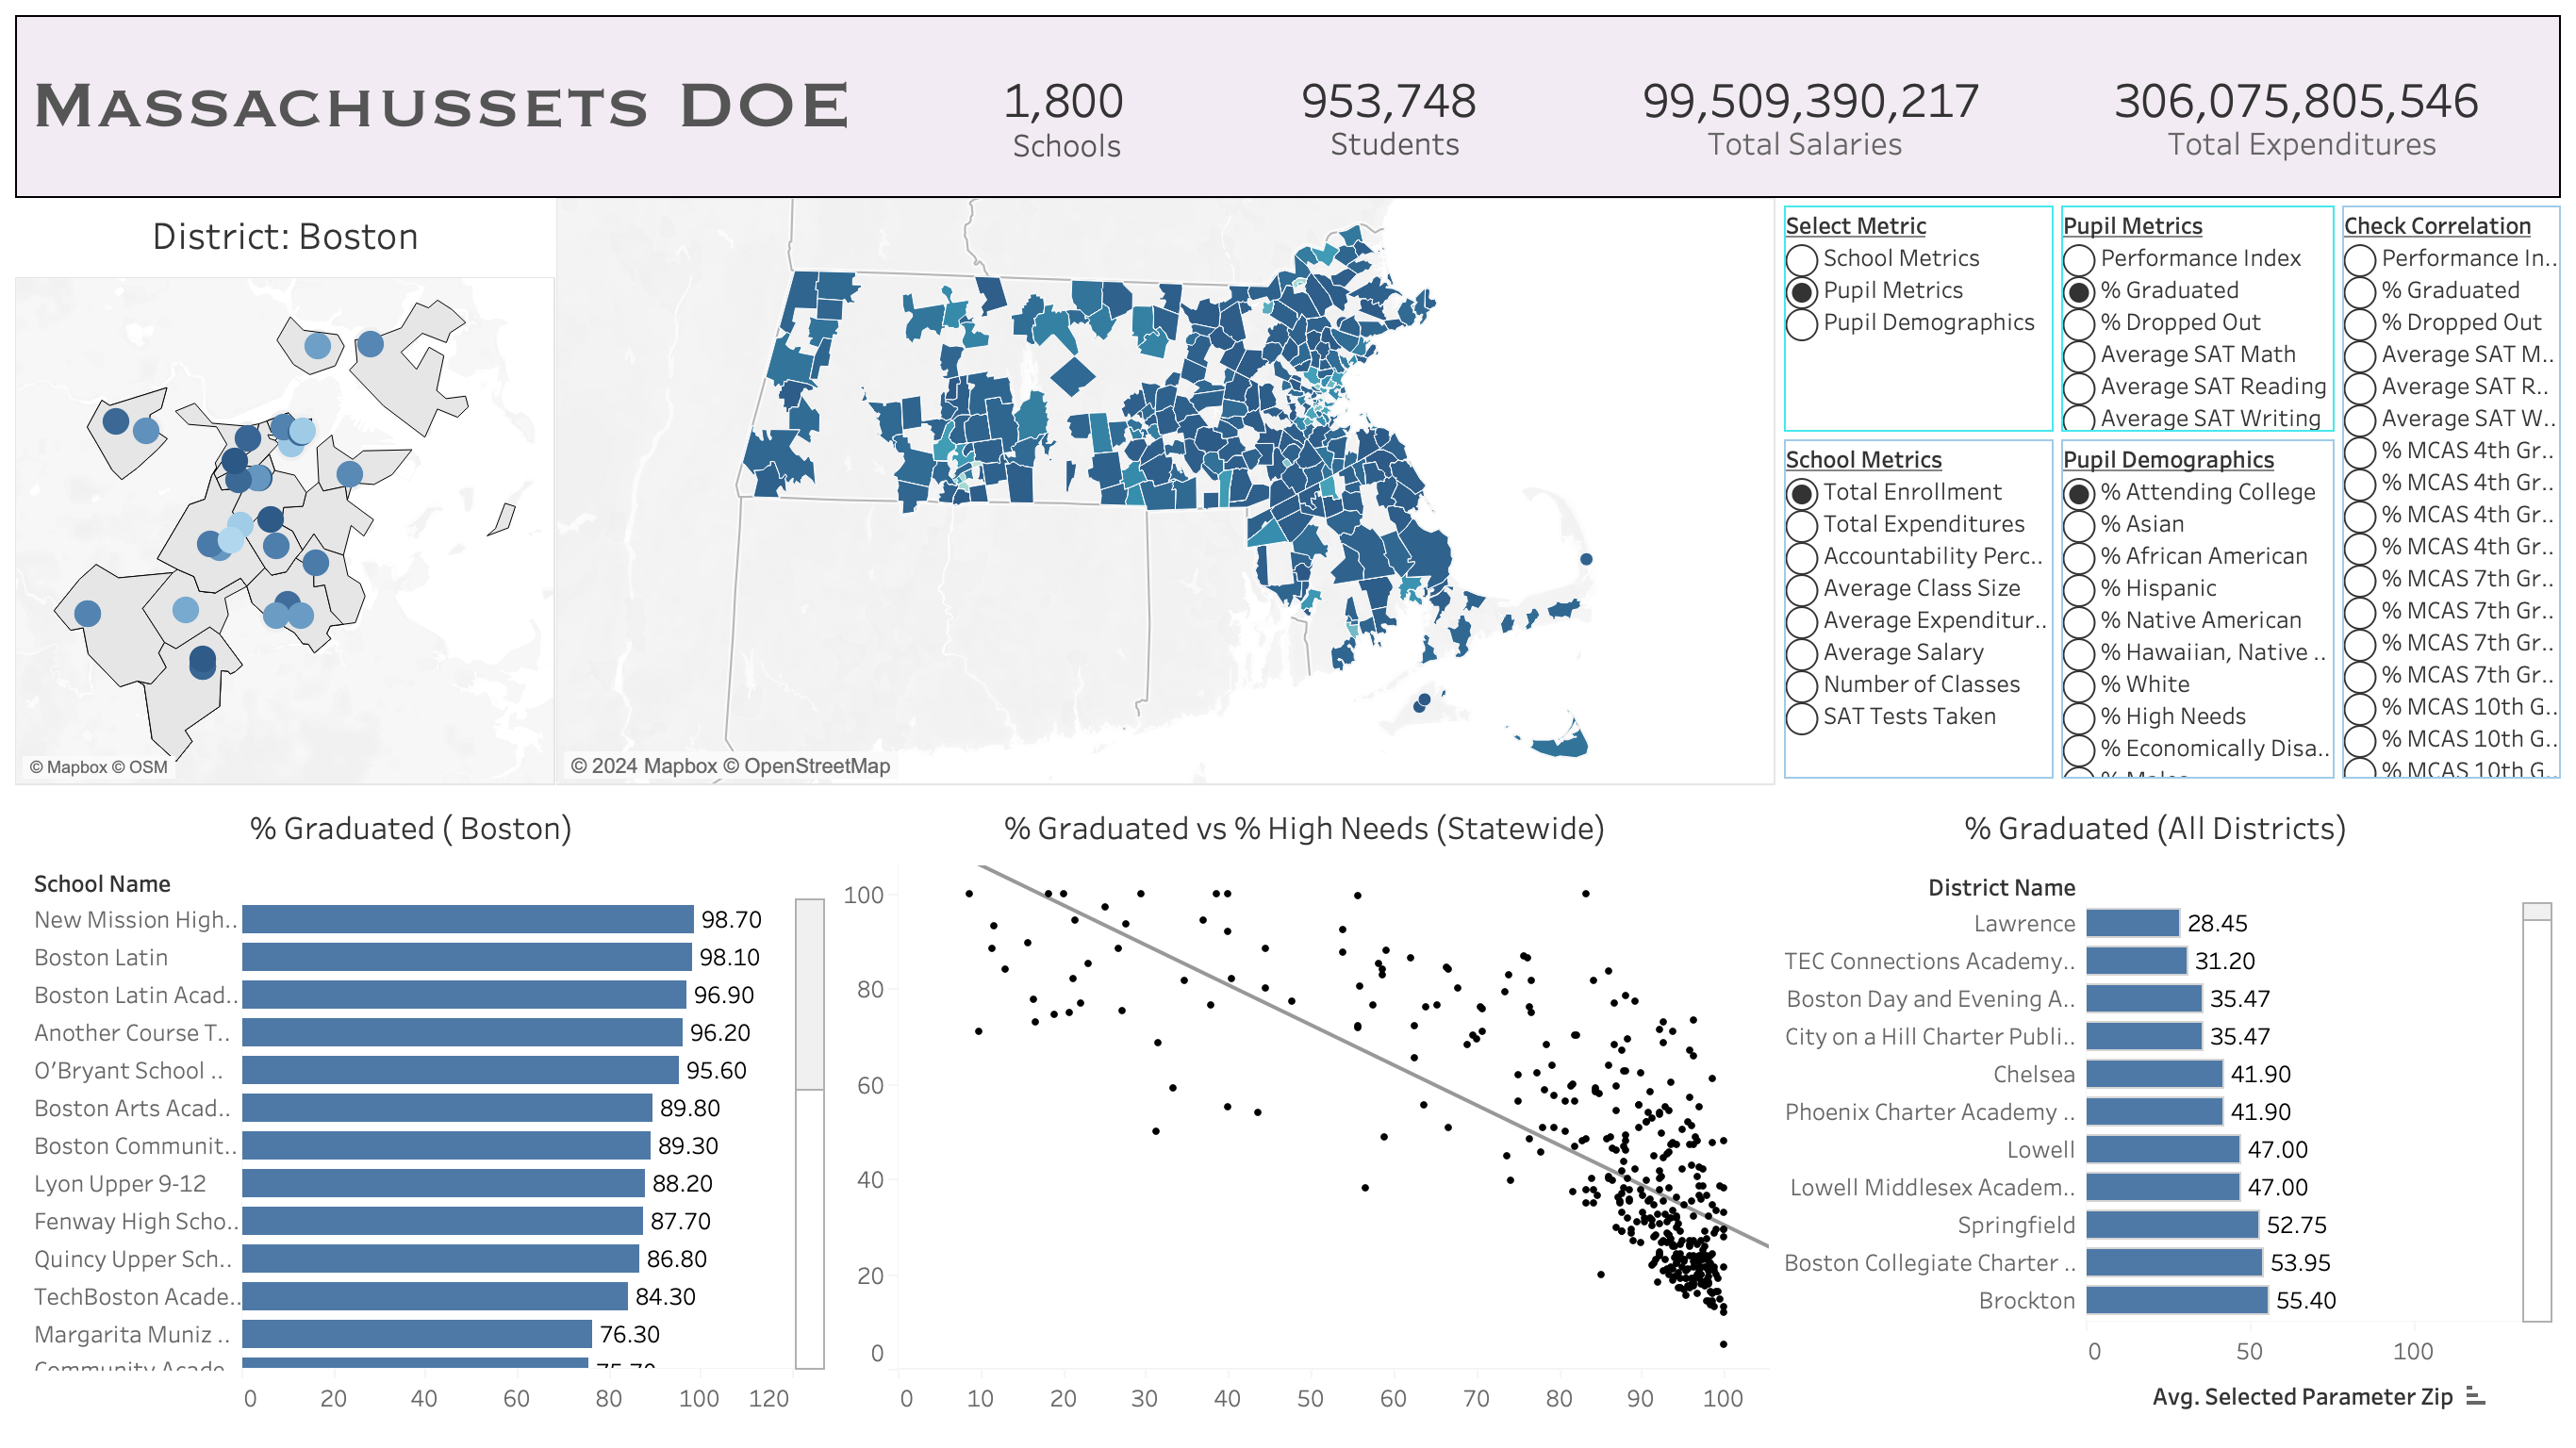 MASSACHUSSETS DOE
1,800
Schools
953,748
Students
99,509,390,217
Total Salaries
306,075,805,546
Total Expenditures
District: Boston
© Mapbox © OSM
© 2024 Mapbox © OpenStreetMap
Select Metric
School Metrics
Pupil Metrics
Pupil Demographics
Pupil Metrics
Performance Index
% Graduated
% Dropped Out
Average SAT Math
Average SAT Reading
Average SAT Writing
Check Correlation
Performance In..
% Graduated
% Dropped Out
Average SAT M..
Average SAT R..
Average SAT W..
% MCAS 4th Gr..
% MCAS 4th Gr..
% MCAS 4th Gr..
% MCAS 4th Gr..
% MCAS 7th Gr..
% MCAS 7th Gr..
% MCAS 7th Gr..
% MCAS 7th Gr..
% MCAS 10th G..
% MCAS 10th G..
% MCAS 10th G..
School Metrics
Total Enrollment
Total Expenditures
Accountability Perc..
Average Class Size
Average Expenditur..
Average Salary
Number of Classes
SAT Tests Taken
Pupil Demographics
% Attending College
% Asian
% African American
% Hispanic
% Native American
% Hawaiian, Native ..
% White
% High Needs
% Economically Disa..
% Males
% Graduated ( Boston)
School Name
New Mission High.. 98.70
Boston Latin 98.10
Boston Latin Acad.. 96.90
Another Course T.. 96.20
O'Bryant School .. 95.60
Boston Arts Acad.. 89.80
Boston Communit.. 89.30
Lyon Upper 9-12 88.20
Fenway High Scho.. 87.70
Quincy Upper Sch.. 86.80
TechBoston Acade.. 84.30
Margarita Muniz .. 76.30
Community Acade.. 75.70
0 20 40 60 80 100 120
% Graduated vs % High Needs (Statewide)
100
80
60
40
20
0
0 10 20 30 40 50 60 70 80 90 100
% Graduated (All Districts)
District Name
Lawrence 28.45
TEC Connections Academy.. 31.20
Boston Day and Evening A.. 35.47
City on a Hill Charter Publi.. 35.47
Chelsea 41.90
Phoenix Charter Academy .. 41.90
Lowell 47.00
Lowell Middlesex Academ.. 47.00
Springfield 52.75
Boston Collegiate Charter .. 53.95
Brockton 55.40
0 50 100
Avg. Selected Parameter Zip